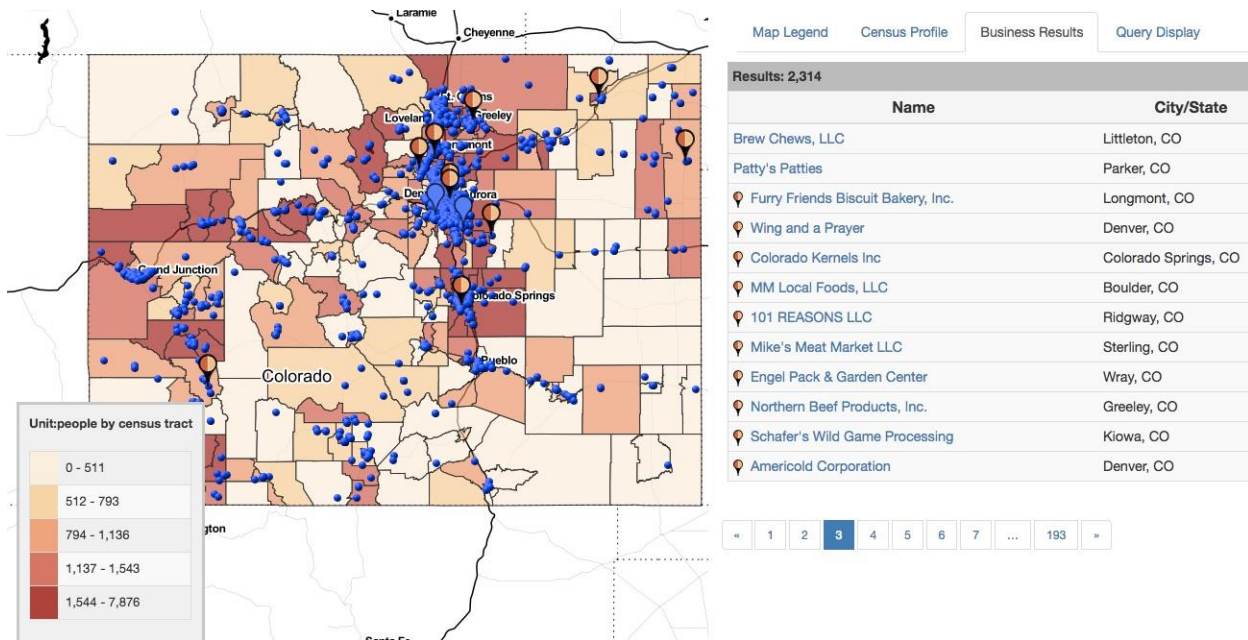 Laramie
Cheyenne
Greeley
Aurora
Grand Junction
Colorado Springs
Pueblo
Colorado
Unit:people by census tract
0 - 511
512 - 793
794 - 1,136
1,137 - 1,543
1,544 - 7,876
Map Legend Census Profile Business Results Query Display
Results: 2,314
Name City/State
Brew Chews, LLC Littleton, CO
Patty's Patties Parker, CO
Furry Friends Biscuit Bakery, Inc. Longmont, CO
Wing and a Prayer Denver, CO
Colorado Kernels Inc Colorado Springs, CO
MM Local Foods, LLC Boulder, CO
101 REASONS LLC Ridgway, CO
Mike's Meat Market LLC Sterling, CO
Engel Pack & Garden Center Wray, CO
Northern Beef Products, Inc. Greeley, CO
Schafer's Wild Game Processing Kiowa, CO
Americold Corporation Denver, CO
« 1 2 3 4 5 6 7 ... 193 »